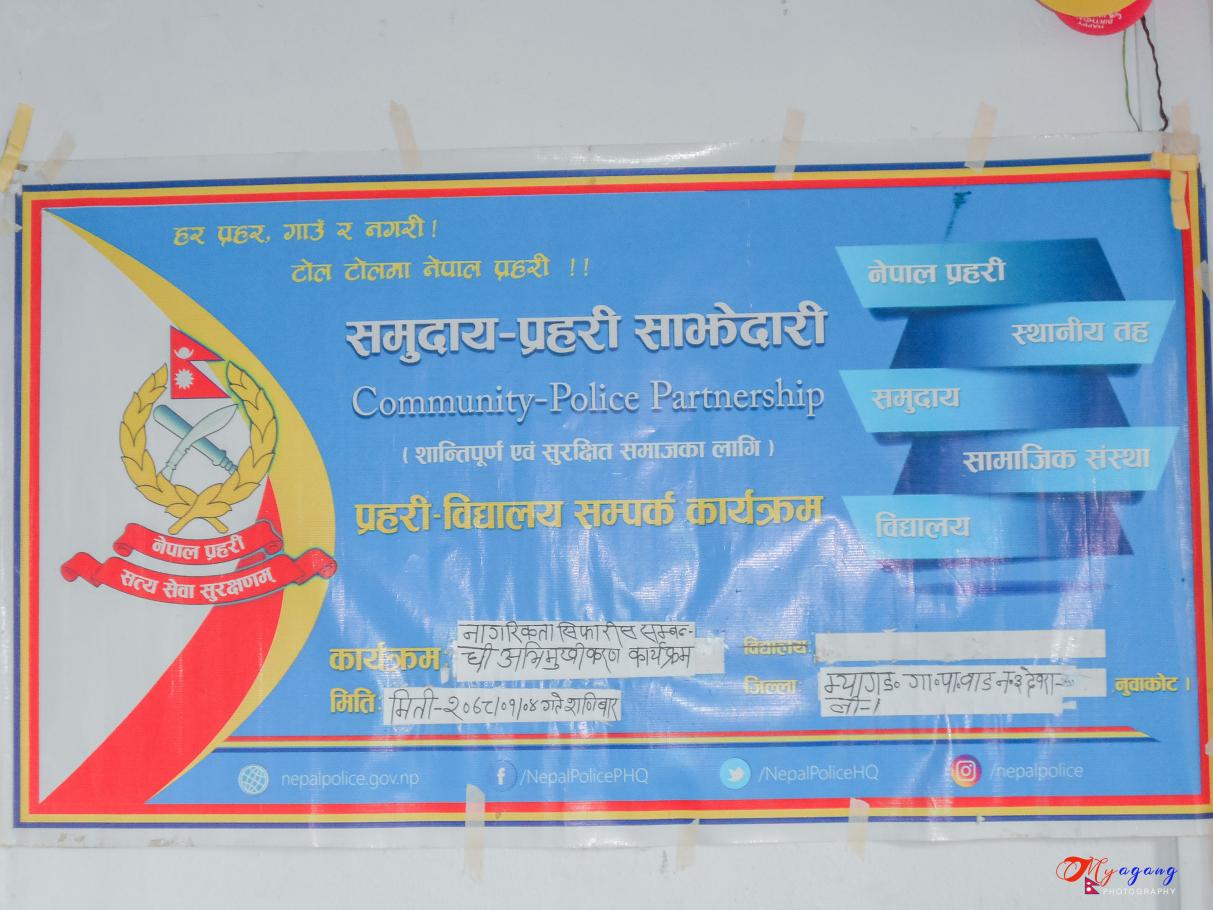 हर प्रहर, गाउँ र नगरी!
टोल टोलमा नेपाल प्रहरी !!
समुदाय-प्रहरी साझेदारी
Community-Police Partnership
( शान्तिपूर्ण एवं सुरक्षित समाजका लागि )
प्रहरी-विद्यालय सम्पर्क कार्यक्रम
नेपाल प्रहरी
स्थानीय तह
समुदाय
सामाजिक संस्था
विद्यालय
नेपाल प्रहरी
सत्य सेवा सुरक्षणम्
कार्यक्रम: नागरिकता सिफारीस सम्बन-
धी अभिमुखीकरण कार्यक्रम
मिति: मिती-२०७८/०१/०४ गते शनिबार
विद्यालय:
जिल्ला म्यागङ. गा.पा.वाड नं.३ देवरा-
ली-। नुवाकोट ।
nepalpolice.gov.np
/NepalPolicePHQ
/NepalPoliceHQ
/nepalpolice
Myagang
PHOTOGRAPHY